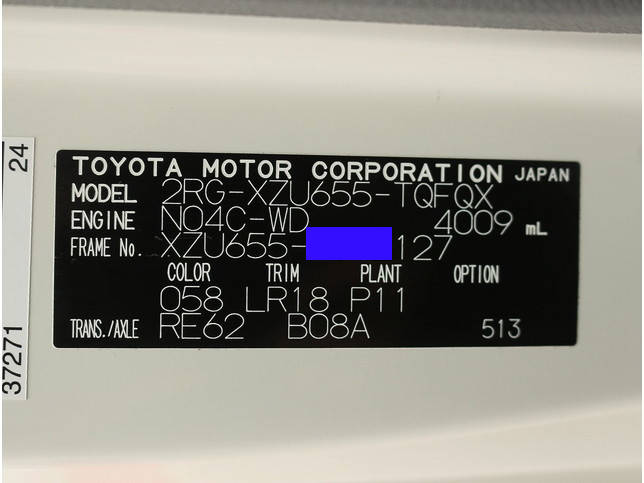 TOYOTA MOTOR CORPORATION JAPAN
MODEL 2RG-XZU655-TQFQX
ENGINE N04C-WD 4009 mL
FRAME No. XZU655- 127
COLOR TRIM PLANT OPTION
058 LR18 P11
TRANS./AXLE RE62 B08A 513
37271 24